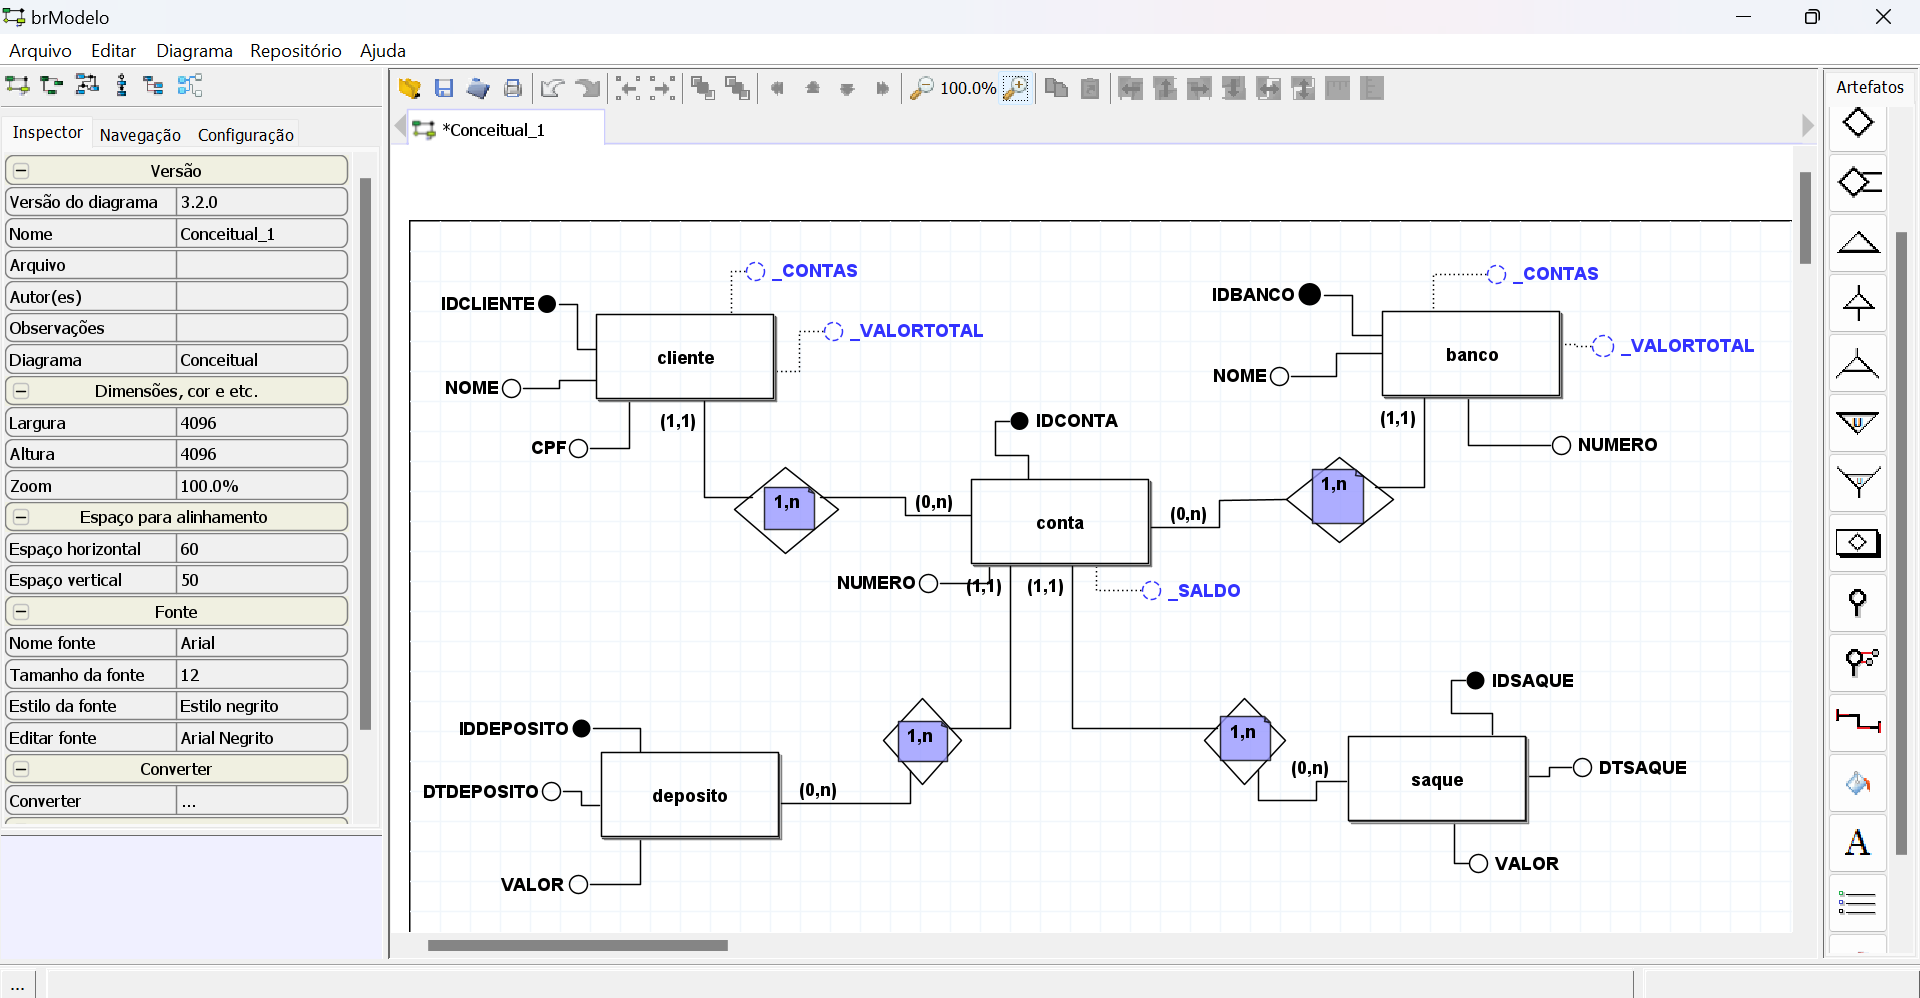 brModelo
Arquivo Editar Diagrama Repositório Ajuda
100.0%
Artefatos
Inspector Navegação Configuração
*Conceitual_1
Versão
Versão do diagrama 3.2.0
Nome Conceitual_1
Arquivo
Autor(es)
Observações
Diagrama Conceitual
Dimensões, cor e etc.
Largura 4096
Altura 4096
Zoom 100.0%
Espaço para alinhamento
Espaço horizontal 60
Espaço vertical 50
Fonte
Nome fonte Arial
Tamanho da fonte 12
Estilo da fonte Estilo negrito
Editar fonte Arial Negrito
Converter
Converter ...
...
_CONTAS
IDCLIENTE
_VALORTOTAL
cliente
NOME
(1,1)
CPF
1,n
(0,n)
_CONTAS
IDBANCO
_VALORTOTAL
banco
NOME
(1,1)
NUMERO
1,n
(0,n)
IDCONTA
conta
NUMERO
(1,1) (1,1)
_SALDO
IDDEPOSITO
1,n
DTDEPOSITO
deposito
(0,n)
VALOR
IDSAQUE
1,n
(0,n)
saque
DTSAQUE
VALOR
U
A